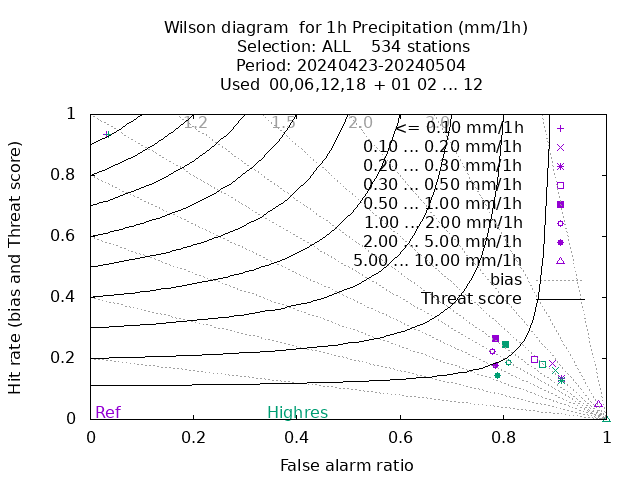 Wilson diagram  for 1h Precipitation (mm/1h)
Selection: ALL    534 stations
Period: 20240423-20240504
Used  00,06,12,18  + 01 02 ... 12
1.2 1.5 2.0 3.0
<= 0.10 mm/1h
0.10 ... 0.20 mm/1h
0.20 ... 0.30 mm/1h
0.30 ... 0.50 mm/1h
0.50 ... 1.00 mm/1h
1.00 ... 2.00 mm/1h
2.00 ... 5.00 mm/1h
5.00 ... 10.00 mm/1h
bias
Threat score
Hit rate (bias and Threat score)
1
0.8
0.6
0.4
0.2
0
Ref Highres
0 0.2 0.4 0.6 0.8 1
False alarm ratio